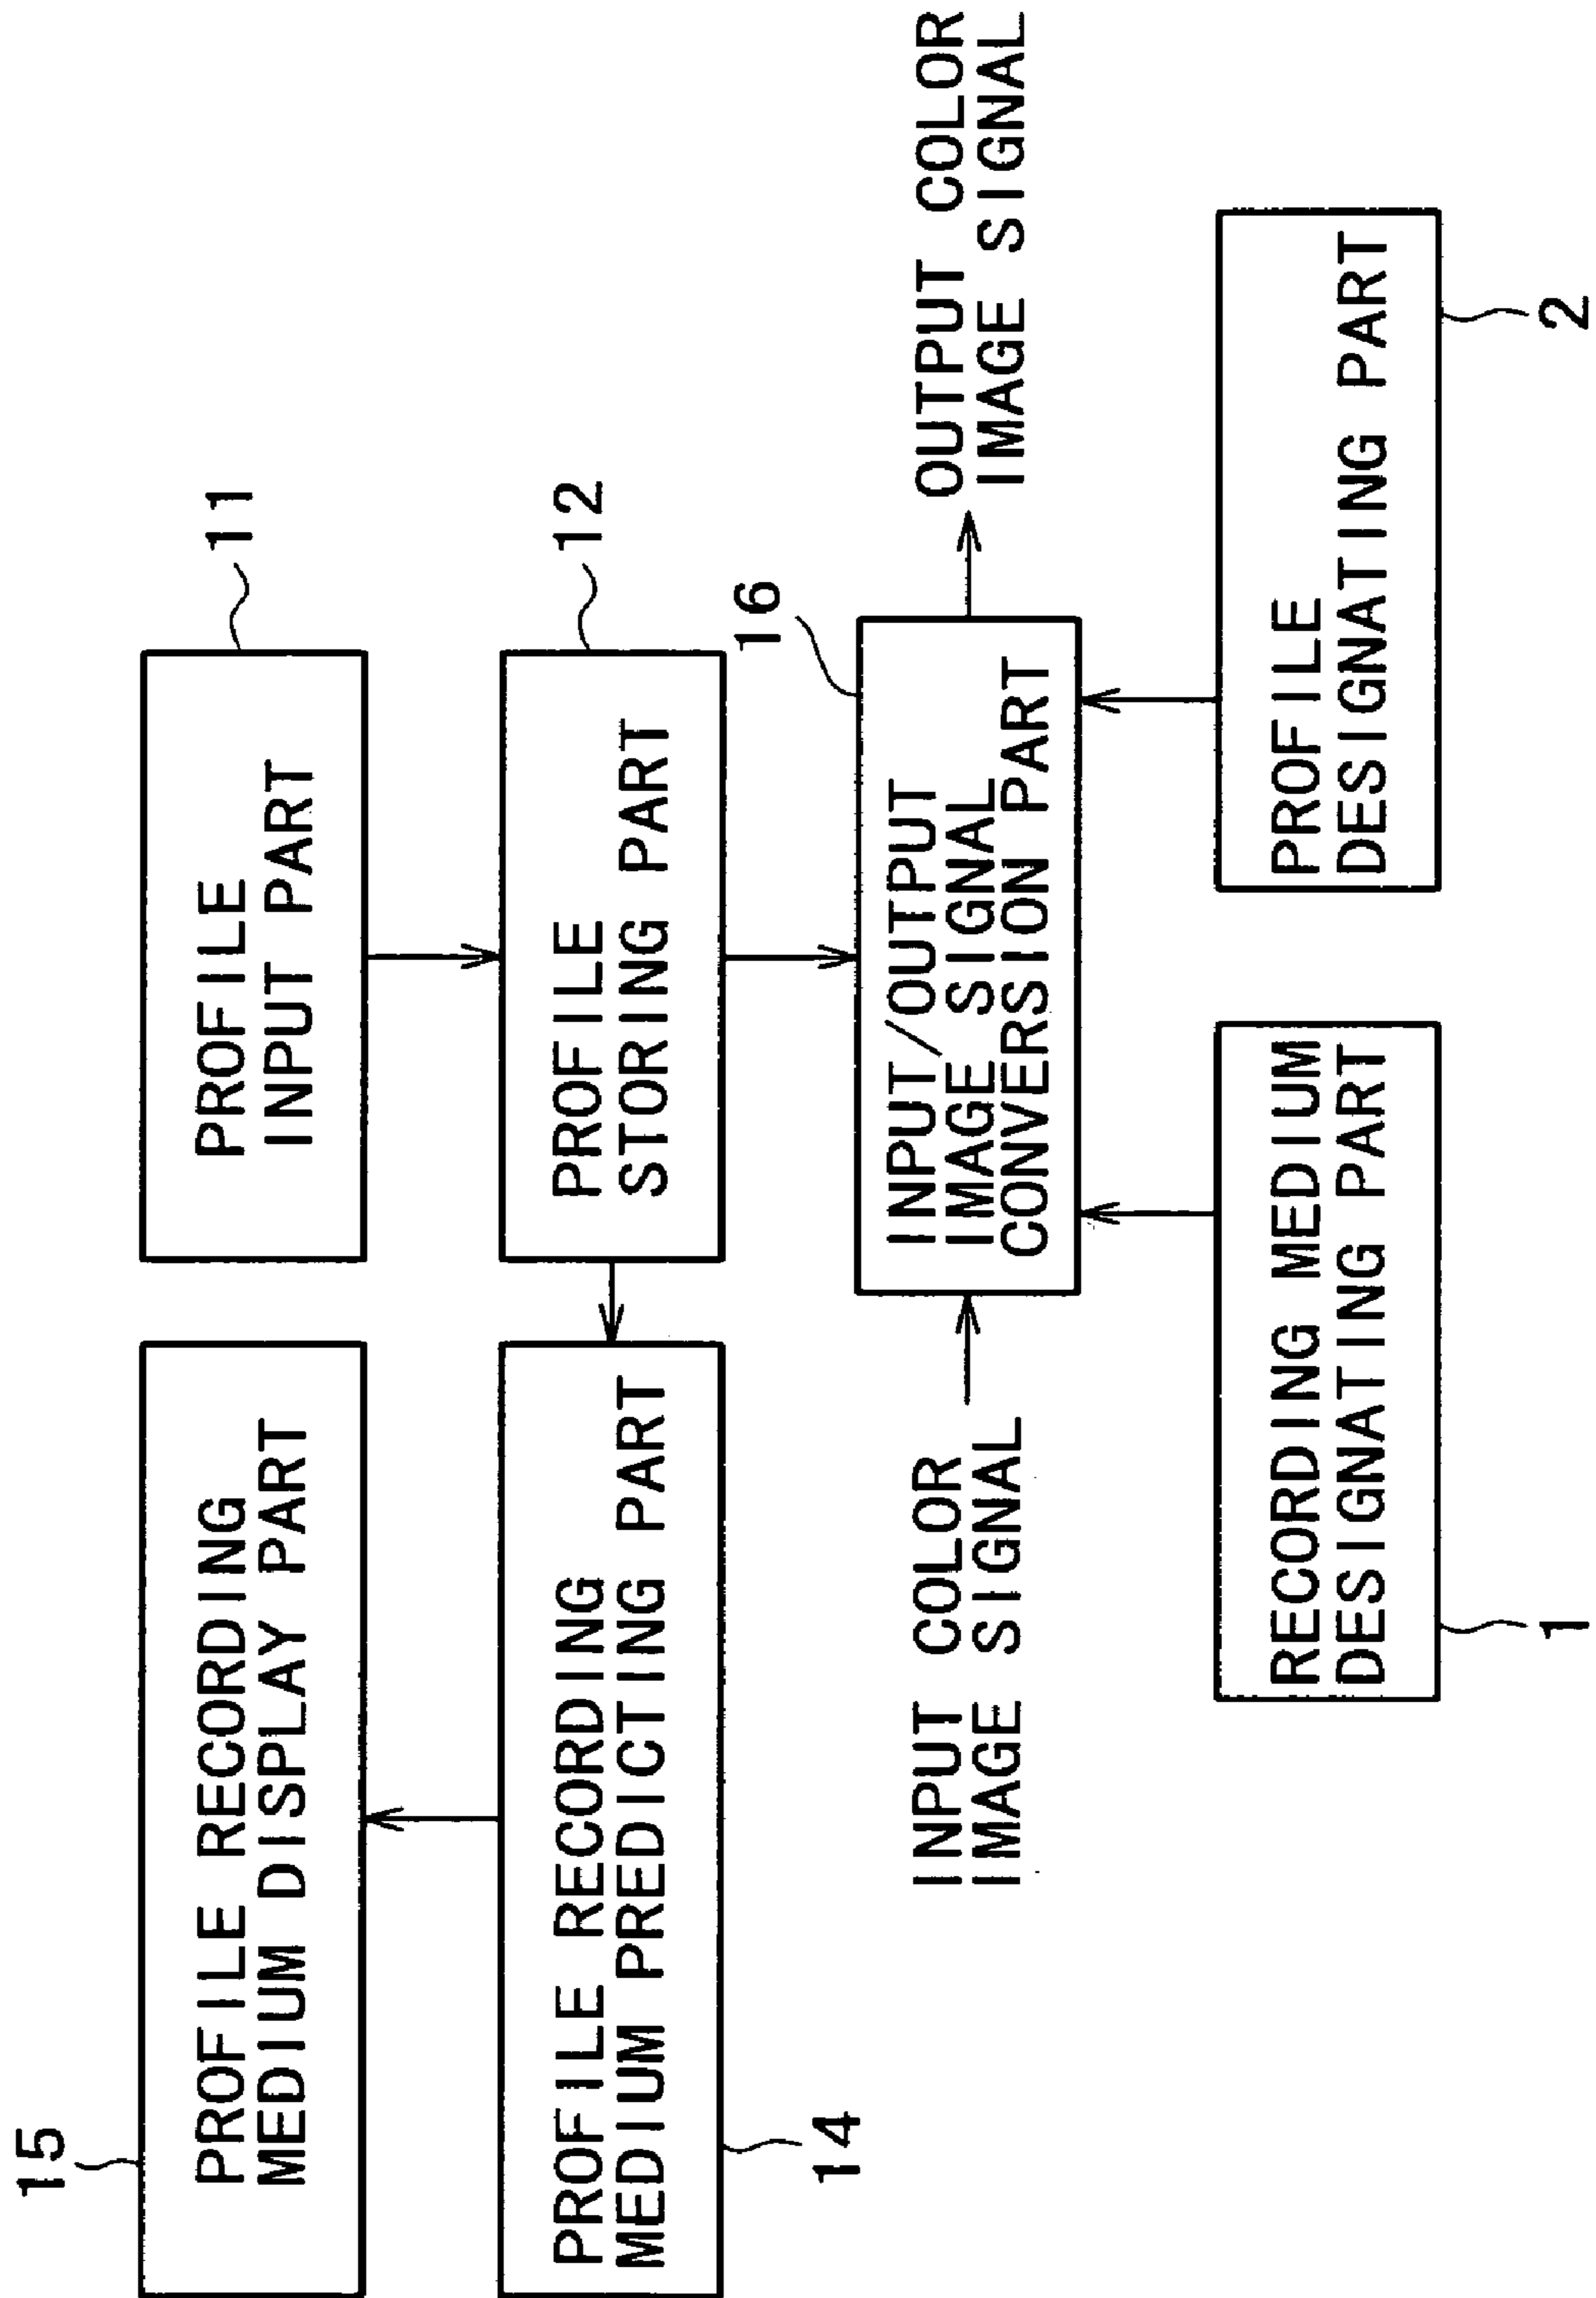 15
PROFILE RECORDING
MEDIUM DISPLAY PART
11
PROFILE
INPUT PART
PROFILE RECORDING
MEDIUM PREDICTING PART
14
12
PROFILE
STORING PART
16
INPUT COLOR
IMAGE SIGNAL
INPUT/OUTPUT
IMAGE SIGNAL
CONVERSION PART
OUTPUT COLOR
IMAGE SIGNAL
RECORDING MEDIUM
DESIGNATING PART
1
PROFILE
DESIGNATING PART
2